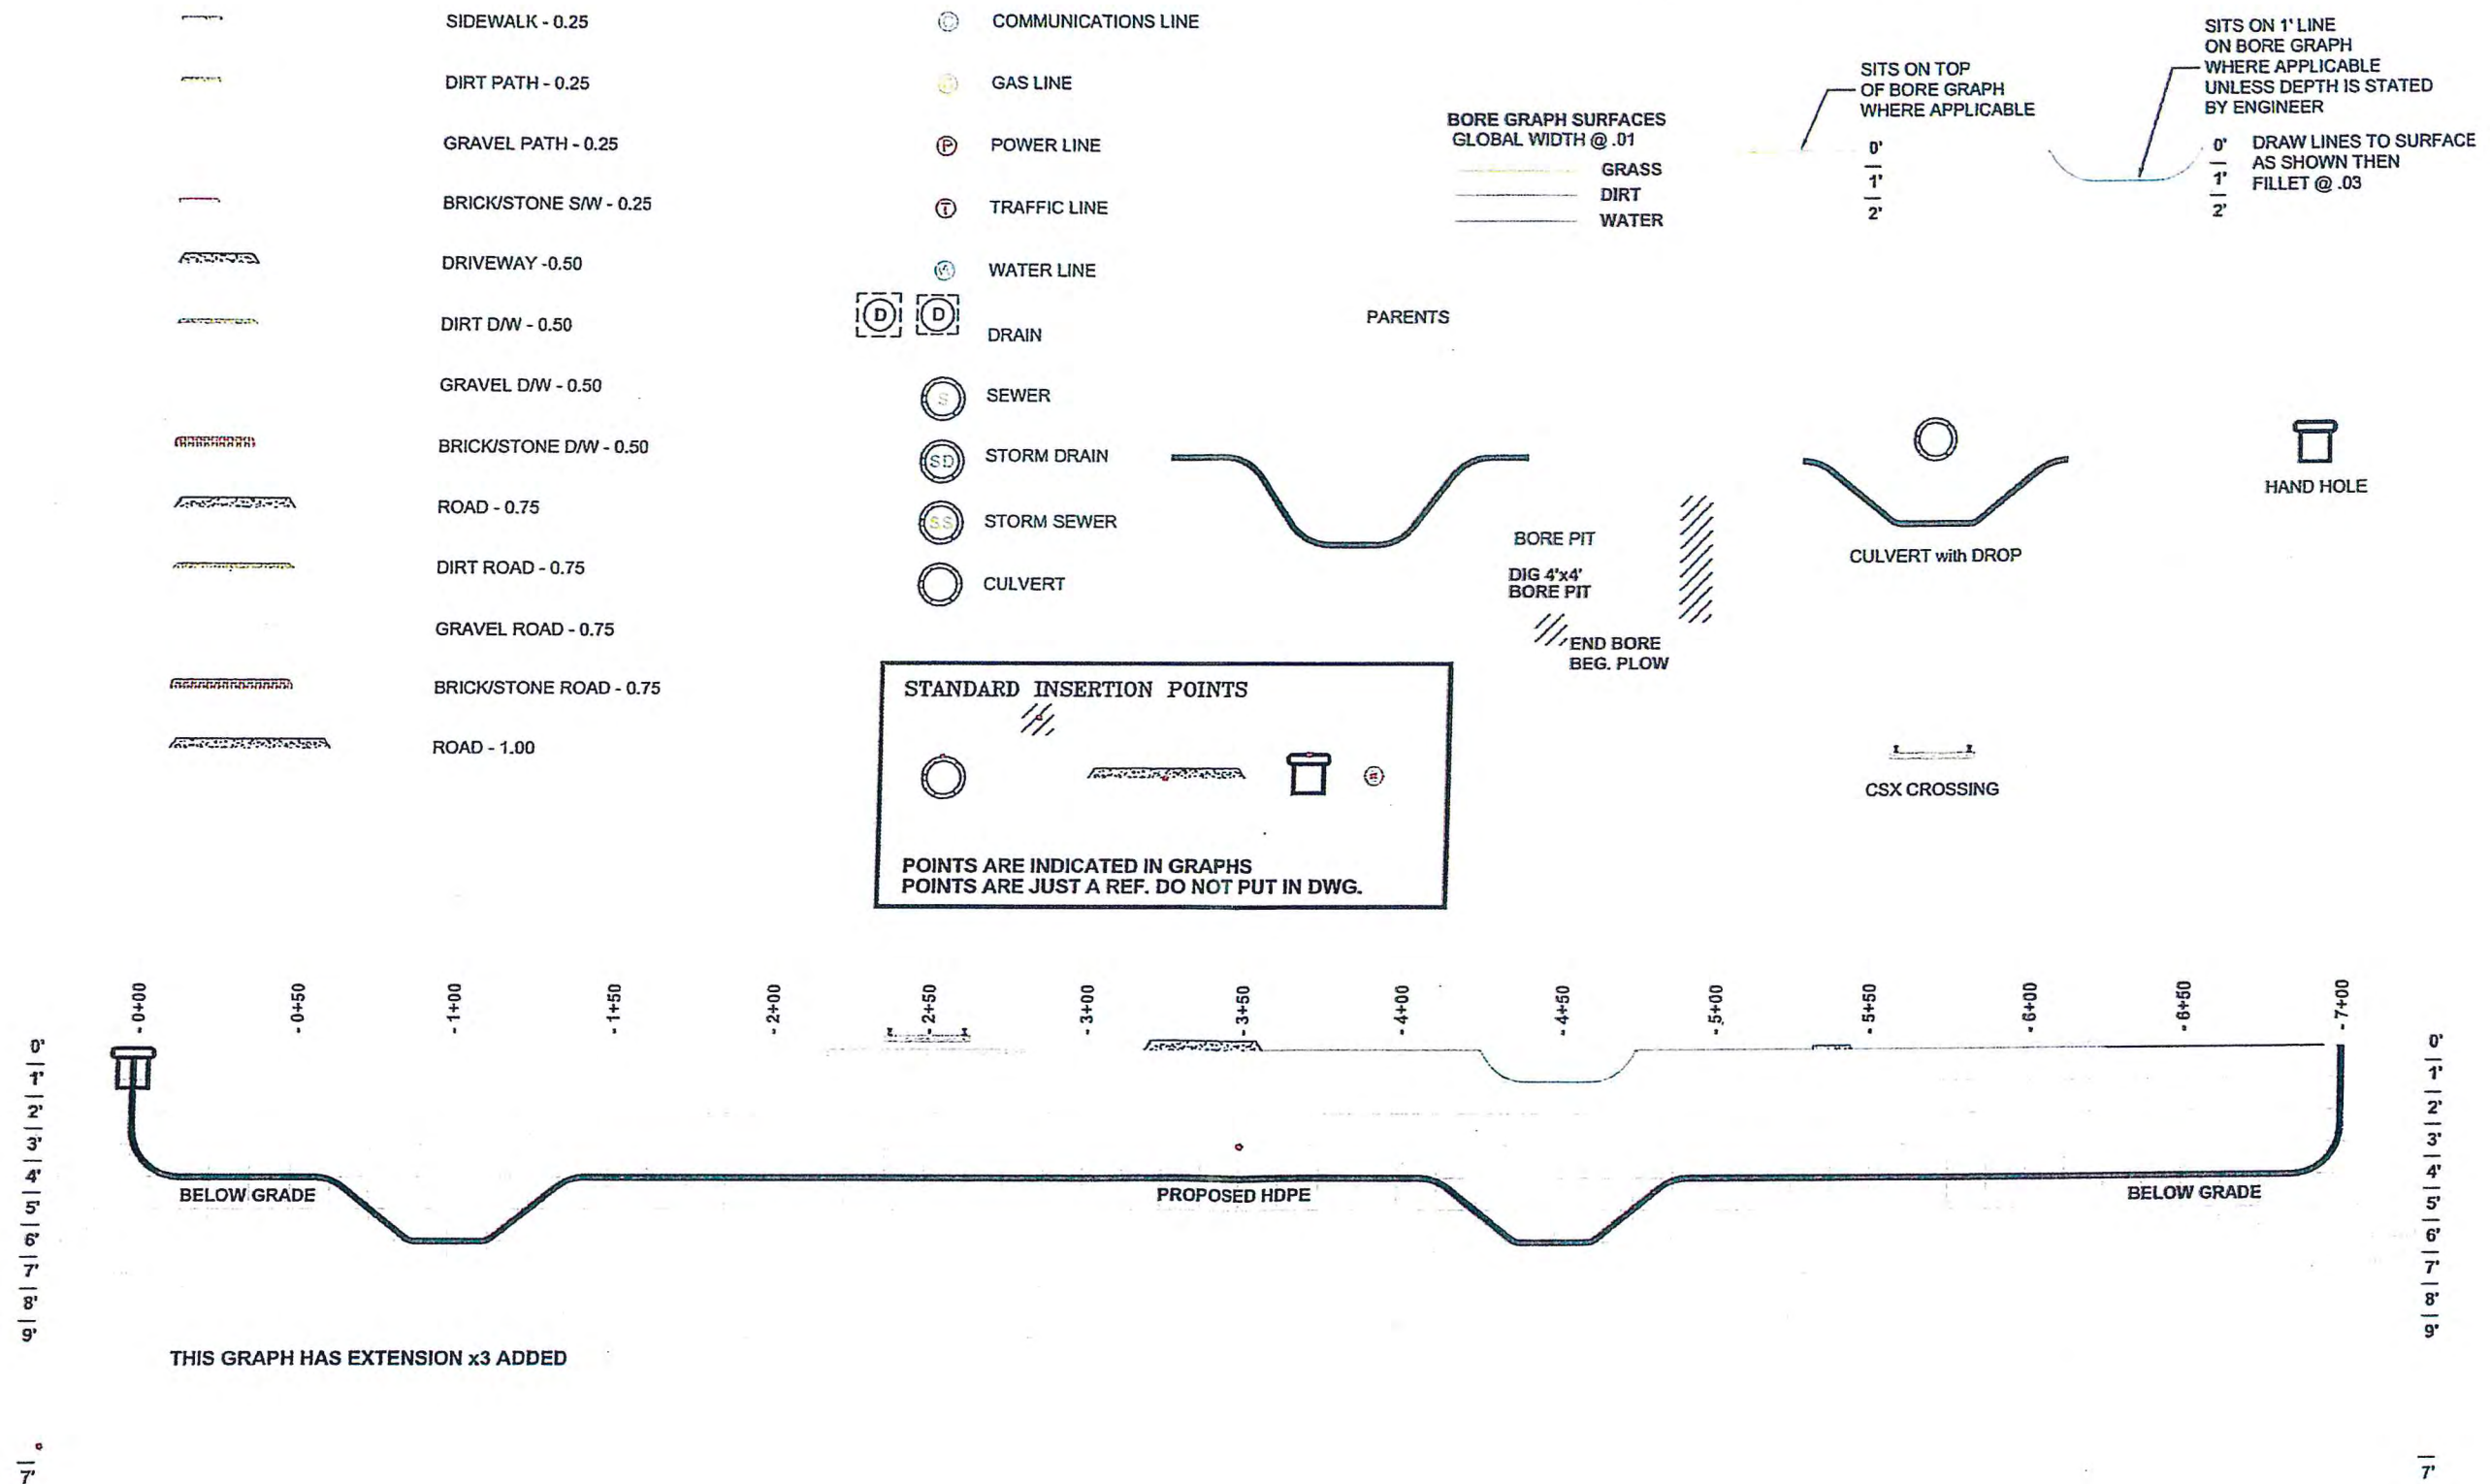 SIDEWALK - 0.25
DIRT PATH - 0.25
GRAVEL PATH - 0.25
BRICK/STONE S/W - 0.25
DRIVEWAY -0.50
DIRT D/W - 0.50
GRAVEL D/W - 0.50
BRICK/STONE D/W - 0.50
ROAD - 0.75
DIRT ROAD - 0.75
GRAVEL ROAD - 0.75
BRICK/STONE ROAD - 0.75
ROAD - 1.00
COMMUNICATIONS LINE
GAS LINE
P POWER LINE
T TRAFFIC LINE
WATER LINE
D D DRAIN
S SEWER
SD STORM DRAIN
SS STORM SEWER
CULVERT
BORE GRAPH SURFACES
GLOBAL WIDTH @ .01
GRASS
DIRT
WATER
SITS ON TOP
OF BORE GRAPH
WHERE APPLICABLE
0'
1'
2'
SITS ON 1' LINE
ON BORE GRAPH
WHERE APPLICABLE
UNLESS DEPTH IS STATED
BY ENGINEER
0'
1'
2'
DRAW LINES TO SURFACE
AS SHOWN THEN
FILLET @ .03
PARENTS
BORE PIT
DIG 4'x4'
BORE PIT
END BORE
BEG. PLOW
CULVERT with DROP
HAND HOLE
CSX CROSSING
STANDARD INSERTION POINTS
POINTS ARE INDICATED IN GRAPHS
POINTS ARE JUST A REF. DO NOT PUT IN DWG.
- 0+00
- 0+50
- 1+00
- 1+50
- 2+00
- 2+50
- 3+00
- 3+50
- 4+00
- 4+50
- 5+00
- 5+50
- 6+00
- 6+50
- 7+00
0'
1'
2'
3'
4'
5'
6'
7'
8'
9'
BELOW GRADE
PROPOSED HDPE
BELOW GRADE
0'
1'
2'
3'
4'
5'
6'
7'
8'
9'
THIS GRAPH HAS EXTENSION x3 ADDED
7'
7'